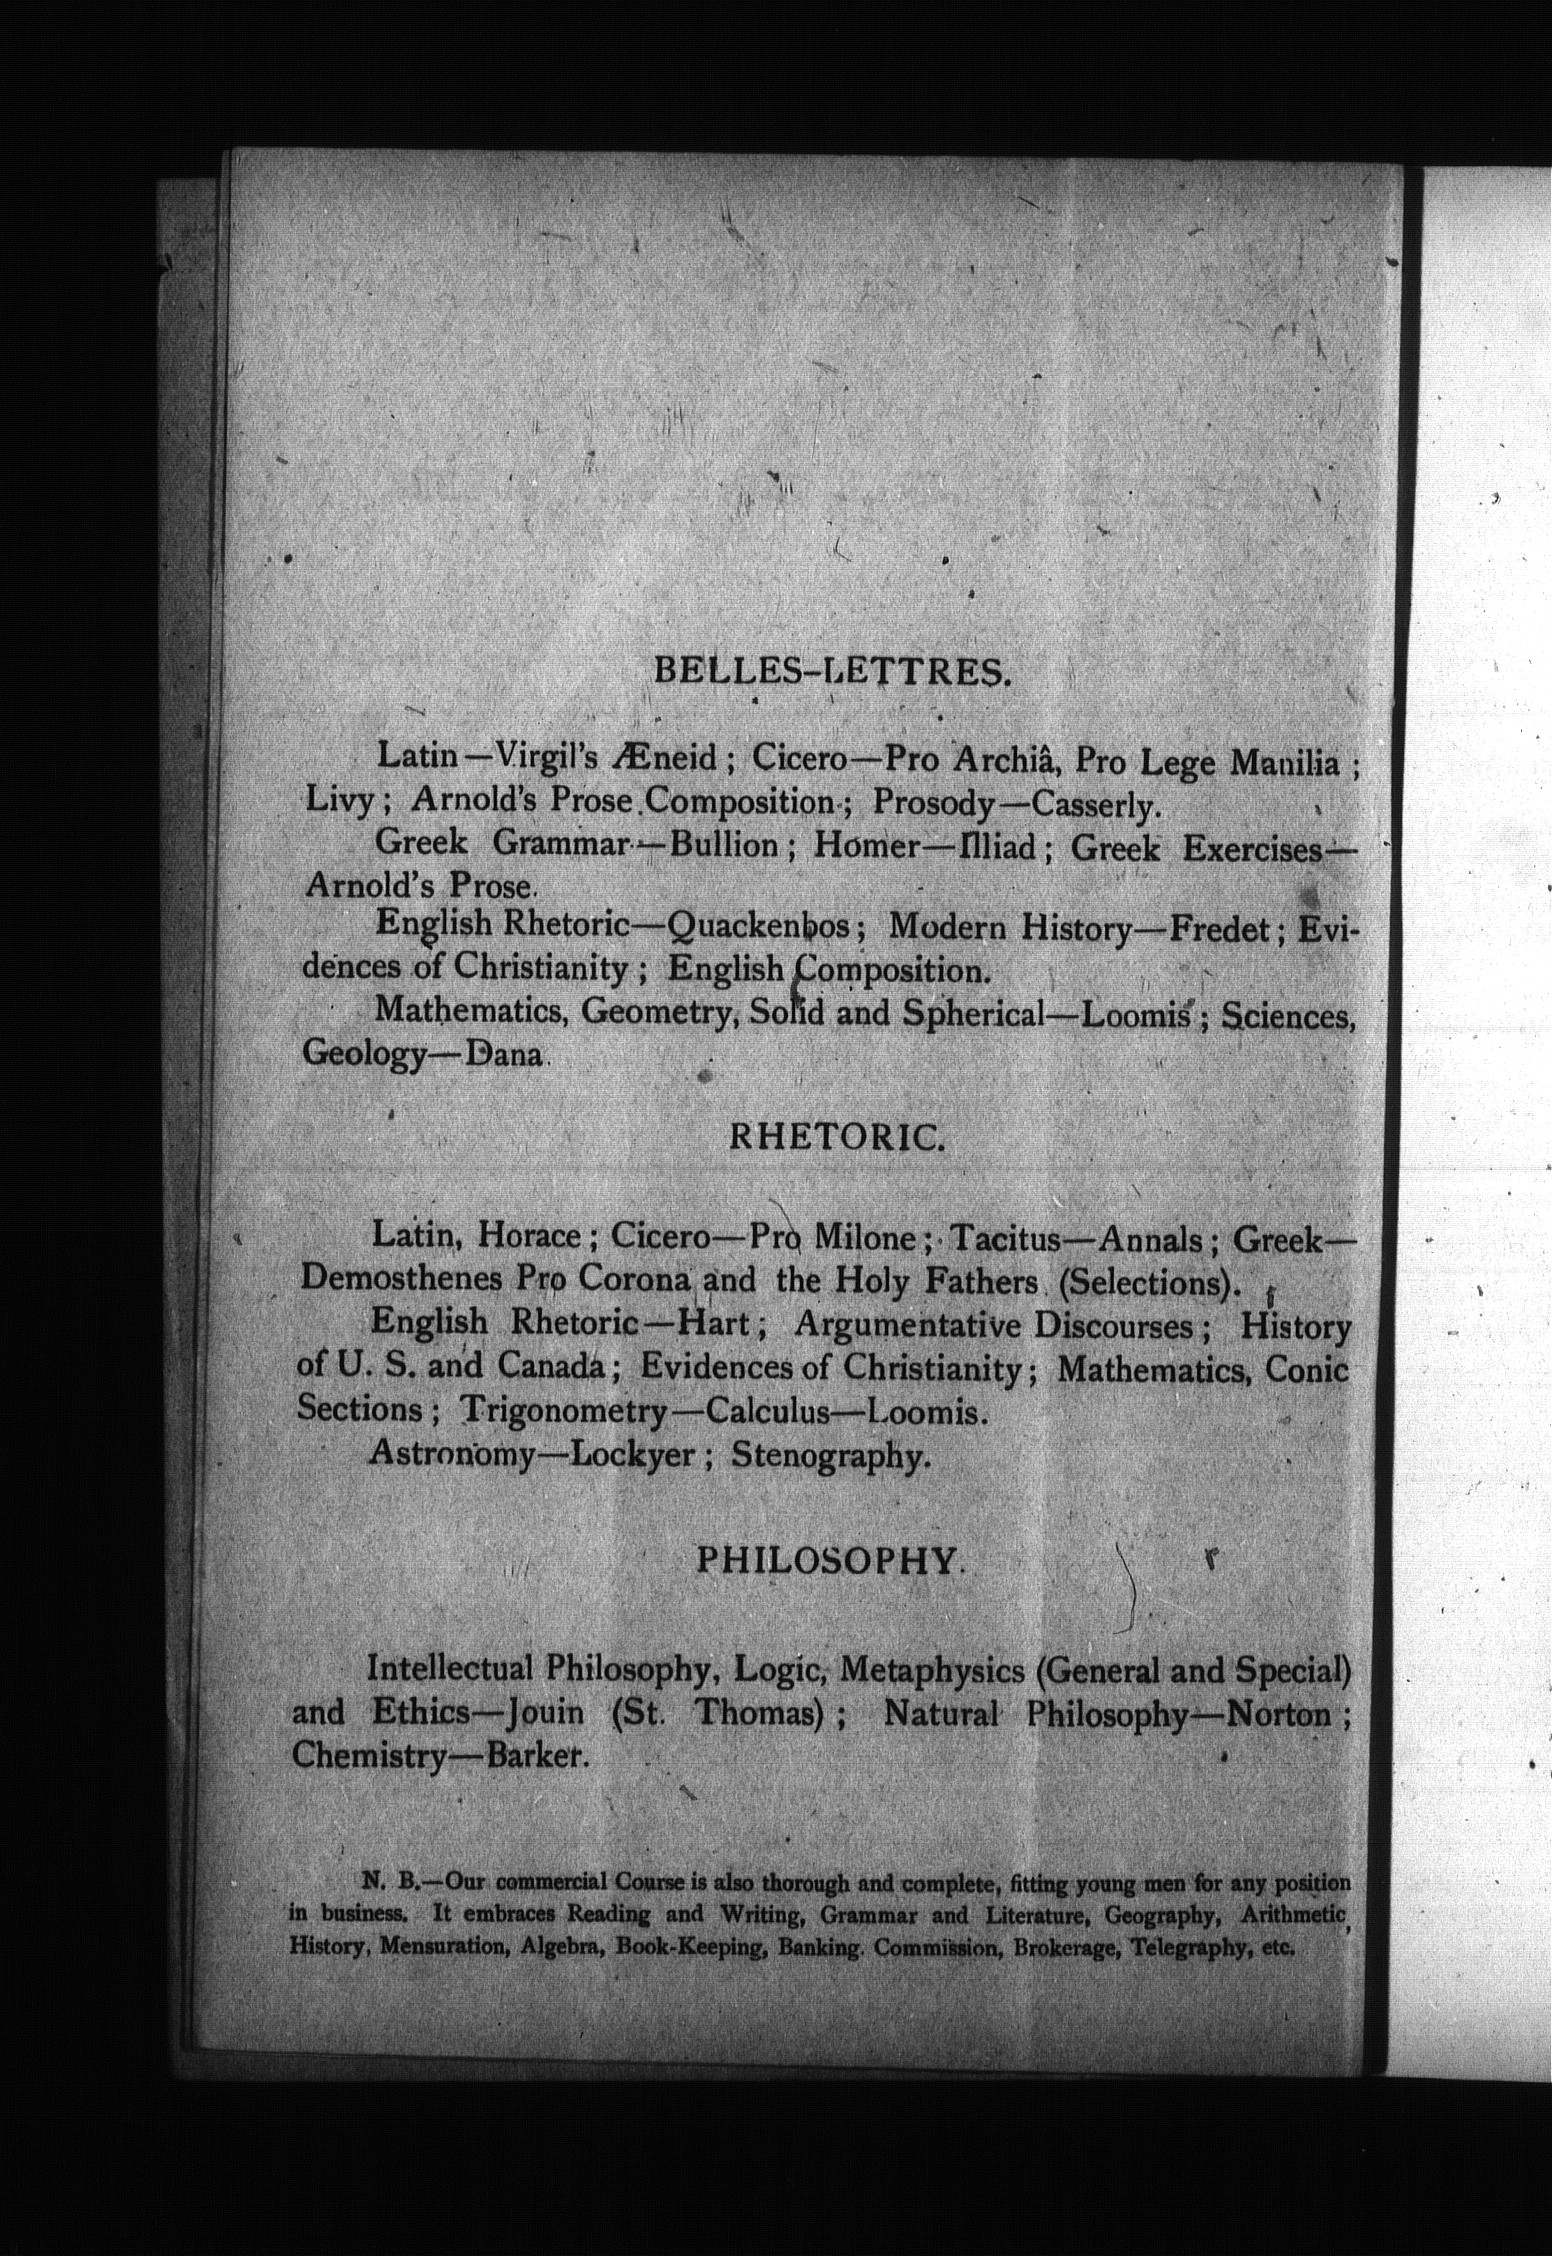 BELLES-LETTRES.
Latin—Virgil's Æneid; Cicero—Pro Archiâ, Pro Lege Manilia;
Livy; Arnold's Prose Composition; Prosody—Casserly.
Greek Grammar—Bullion; Homer—Illiad; Greek Exercises—
Arnold's Prose.
English Rhetoric—Quackenbos; Modern History—Fredet; Evi-
dences of Christianity; English Composition.
Mathematics, Geometry, Solid and Spherical—Loomis; Sciences,
Geology—Dana.
RHETORIC.
Latin, Horace; Cicero—Pro Milone; Tacitus—Annals; Greek—
Demosthenes Pro Corona and the Holy Fathers (Selections).
English Rhetoric—Hart; Argumentative Discourses; History
of U. S. and Canada; Evidences of Christianity; Mathematics, Conic
Sections; Trigonometry—Calculus—Loomis.
Astronomy—Lockyer; Stenography.
PHILOSOPHY.
Intellectual Philosophy, Logic, Metaphysics (General and Special)
and Ethics—Jouin (St. Thomas); Natural Philosophy—Norton;
Chemistry—Barker.
N. B.—Our commercial Course is also thorough and complete, fitting young men for any position
in business. It embraces Reading and Writing, Grammar and Literature, Geography, Arithmetic,
History, Mensuration, Algebra, Book-Keeping, Banking. Commission, Brokerage, Telegraphy, etc.